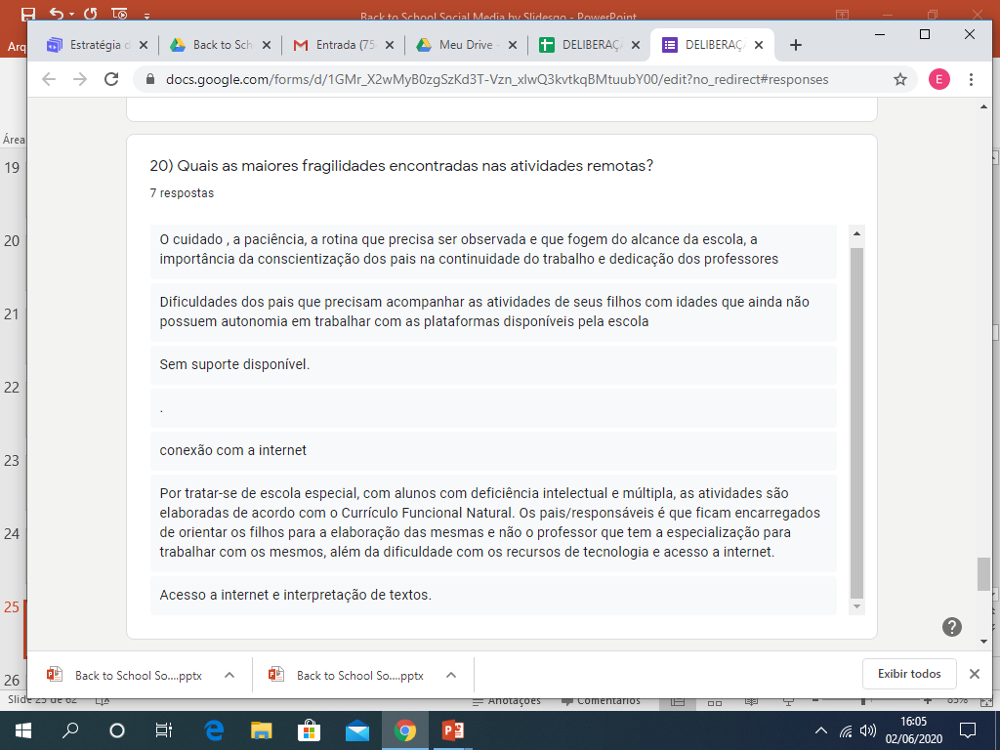 Back to School Social Media by Slidesgo - PowerPoint
Arq
Estratégia d
Back to Sch
Entrada (75
Meu Drive -
DELIBERAÇ
DELIBERAÇ
docs.google.com/forms/d/1GMr_X2wMyB0zgSzKd3T-Vzn_xlwQ3kvtkqBMtuubY00/edit?no_redirect#responses
E
Área
19
20
21
22
23
24
25
26
20) Quais as maiores fragilidades encontradas nas atividades remotas?
7 respostas
O cuidado , a paciência, a rotina que precisa ser observada e que fogem do alcance da escola, a
importância da conscientização dos pais na continuidade do trabalho e dedicação dos professores
Dificuldades dos pais que precisam acompanhar as atividades de seus filhos com idades que ainda não
possuem autonomia em trabalhar com as plataformas disponíveis pela escola
Sem suporte disponível.
.
conexão com a internet
Por tratar-se de escola especial, com alunos com deficiência intelectual e múltipla, as atividades são
elaboradas de acordo com o Currículo Funcional Natural. Os pais/responsáveis é que ficam encarregados
de orientar os filhos para a elaboração das mesmas e não o professor que tem a especialização para
trabalhar com os mesmos, além da dificuldade com os recursos de tecnologia e acesso a internet.
Acesso a internet e interpretação de textos.
Back to School So....pptx
Back to School So....pptx
Exibir todos
Slide 25 de 62
Anotações
Comentários
85%
16:05
02/06/2020